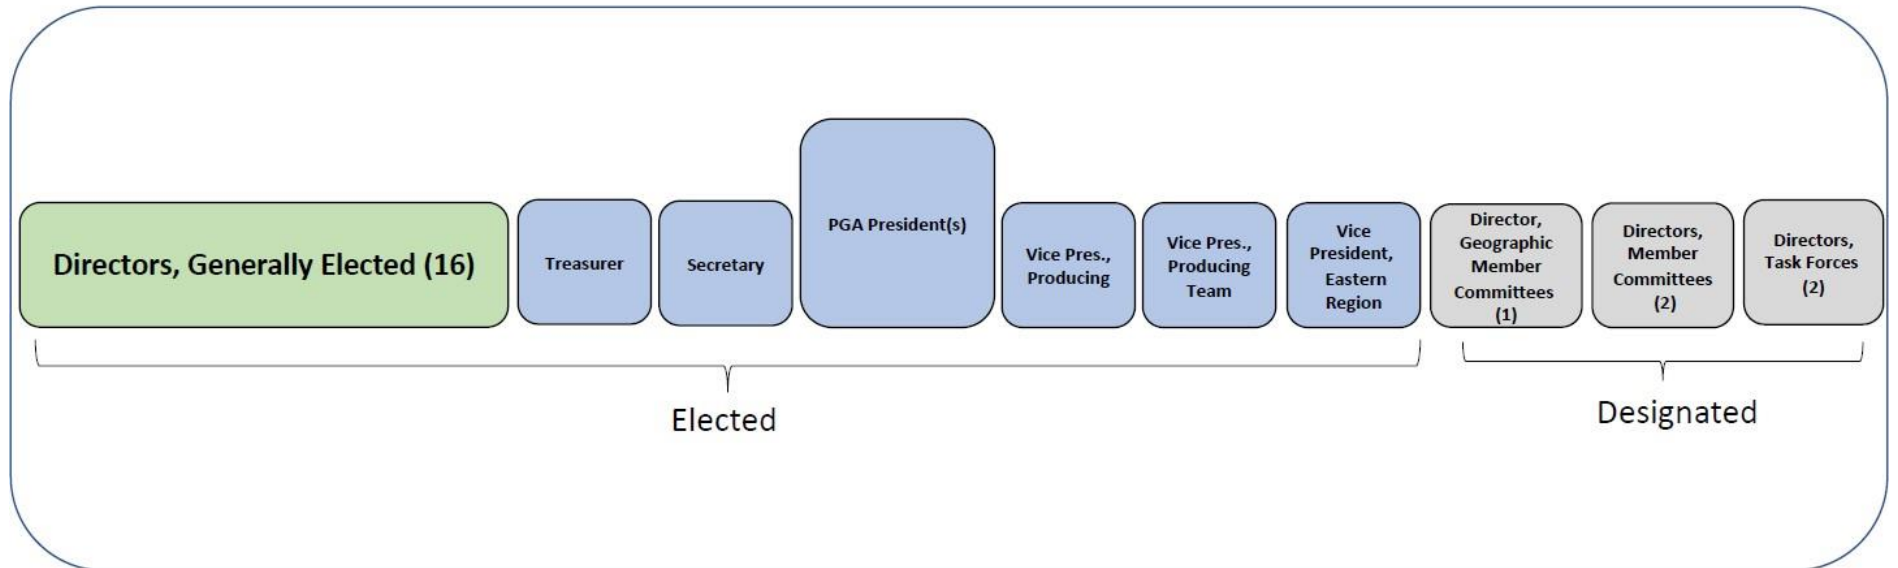 Directors, Generally Elected (16)
Treasurer
Secretary
PGA President(s)
Vice Pres.,
Producing
Vice Pres.,
Producing
Team
Vice
President,
Eastern
Region
Director,
Geographic
Member
Committees
(1)
Directors,
Member
Committees
(2)
Directors,
Task Forces
(2)
Elected
Designated